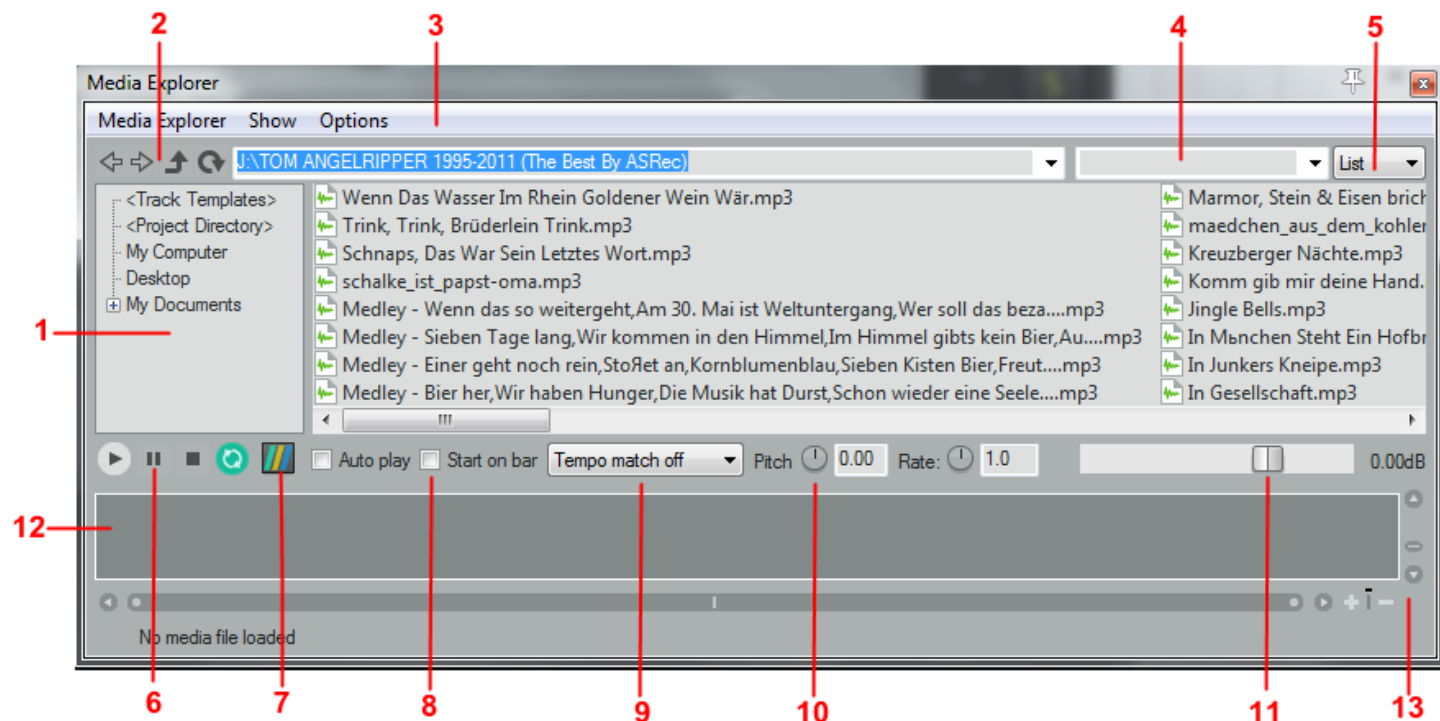 2 3 4 5
Media Explorer
Media Explorer Show Options
J:\TOM ANGELRIPPER 1995-2011 (The Best By ASRec) List
<Track Templates>
<Project Directory>
My Computer
Desktop
My Documents
1
Wenn Das Wasser Im Rhein Goldener Wein Wär.mp3
Trink, Trink, Brüderlein Trink.mp3
Schnaps, Das War Sein Letztes Wort.mp3
schalke_ist_papst-oma.mp3
Medley - Wenn das so weitergeht,Am 30. Mai ist Weltuntergang,Wer soll das beza....mp3
Medley - Sieben Tage lang,Wir kommen in den Himmel,Im Himmel gibts kein Bier,Au....mp3
Medley - Einer geht noch rein,StoЯet an,Kornblumenblau,Sieben Kisten Bier,Freut....mp3
Medley - Bier her,Wir haben Hunger,Die Musik hat Durst,Schon wieder eine Seele....mp3
Marmor, Stein & Eisen brich
maedchen_aus_dem_kohler
Kreuzberger Nächte.mp3
Komm gib mir deine Hand.
Jingle Bells.mp3
In Mьnchen Steht Ein Hofbr
In Junkers Kneipe.mp3
In Gesellschaft.mp3
Auto play Start on bar Tempo match off Pitch 0.00 Rate: 1.0 0.00dB
12
No media file loaded
6 7 8 9 10 11 13